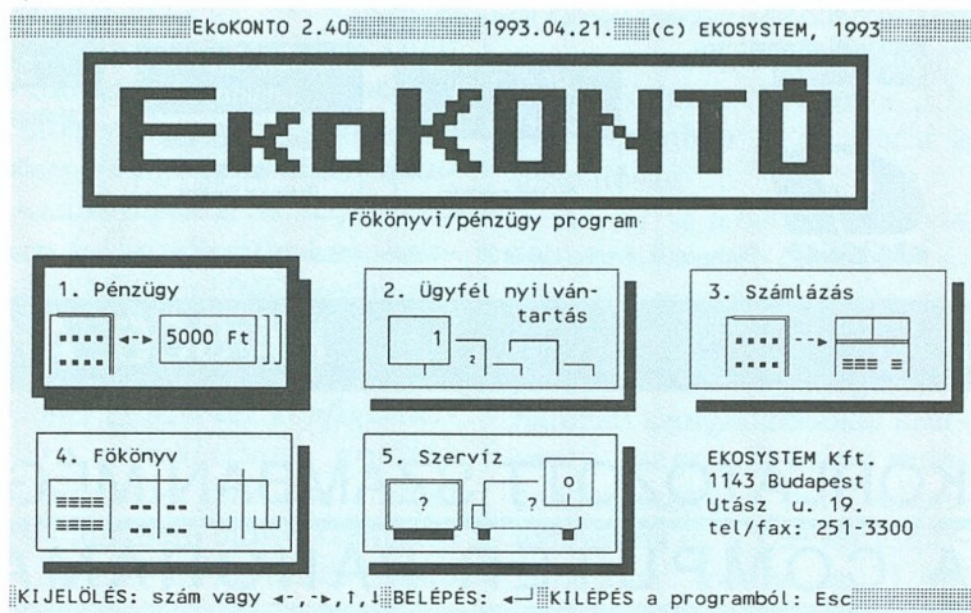 EkoKONTO 2.40 1993.04.21. (c) EKOSYSTEM, 1993
EkoKONTÓ
Fökönyvi/pénzügy program
1. Pénzügy
5000 Ft
2. Ügyfél nyilván-
tartás
1
2
3. Számlázás
4. Fökönyv
5. Szervíz
? ? o
EKOSYSTEM Kft.
1143 Budapest
Utász u. 19.
tel/fax: 251-3300
KIJELÖLÉS: szám vagy ◄-,-►,↑,↓ BELÉPÉS: ◄─┘ KILÉPÉS a programból: Esc